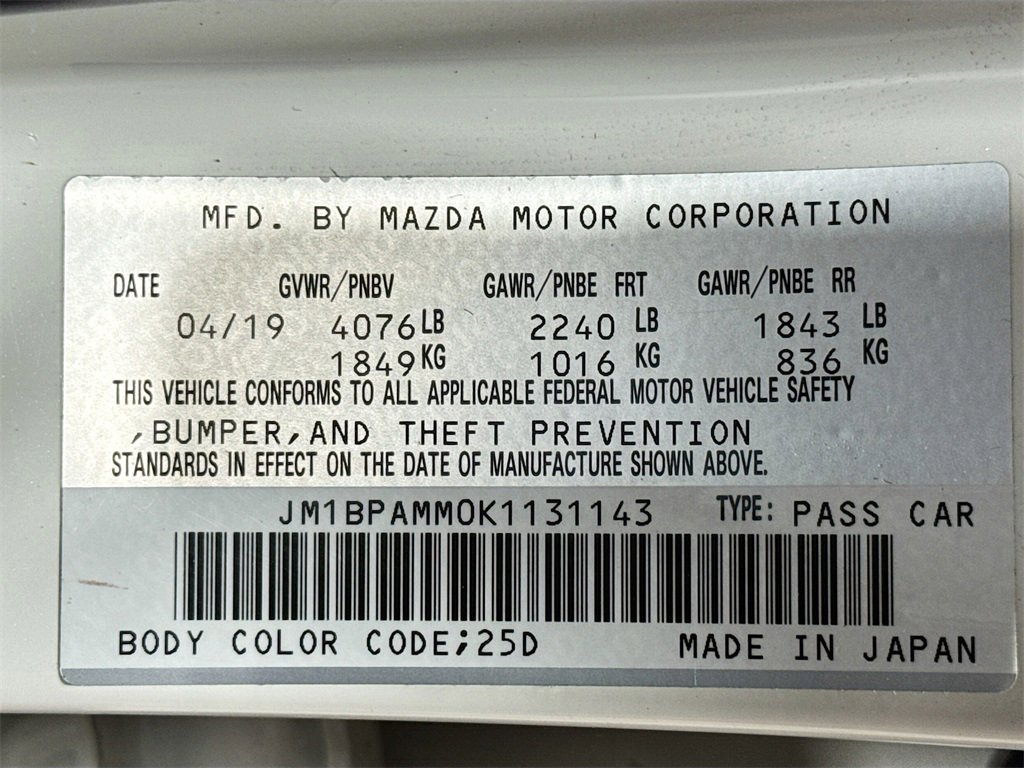 MFD. BY MAZDA MOTOR CORPORATION
DATE GVWR/PNBV GAWR/PNBE FRT GAWR/PNBE RR
04/19 4076 LB 2240 LB 1843 LB
1849 KG 1016 KG 836 KG
THIS VEHICLE CONFORMS TO ALL APPLICABLE FEDERAL MOTOR VEHICLE SAFETY
,BUMPER,AND THEFT PREVENTION
STANDARDS IN EFFECT ON THE DATE OF MANUFACTURE SHOWN ABOVE.
JM1BPAMM0K1131143 TYPE: PASS CAR
BODY COLOR CODE;25D MADE IN JAPAN